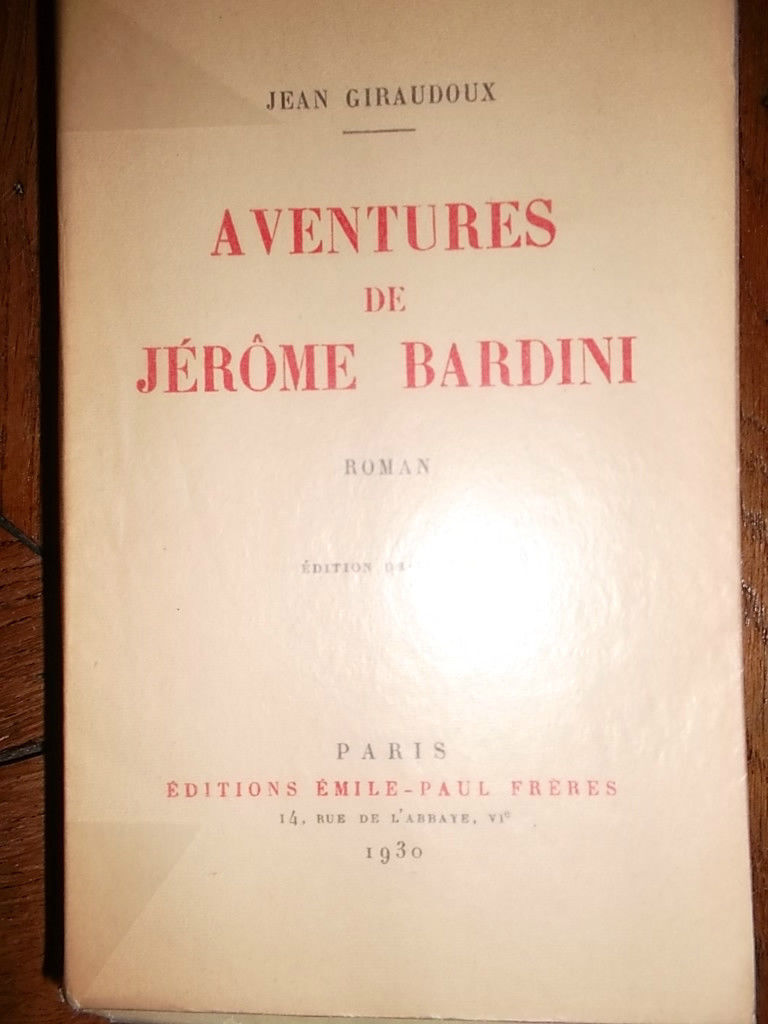 JEAN GIRAUDOUX
AVENTURES
DE
JÉRÔME BARDINI
ROMAN
ÉDITION
PARIS
ÉDITIONS ÉMILE-PAUL FRÈRES
14, RUE DE L'ABBAYE, VIe
1930